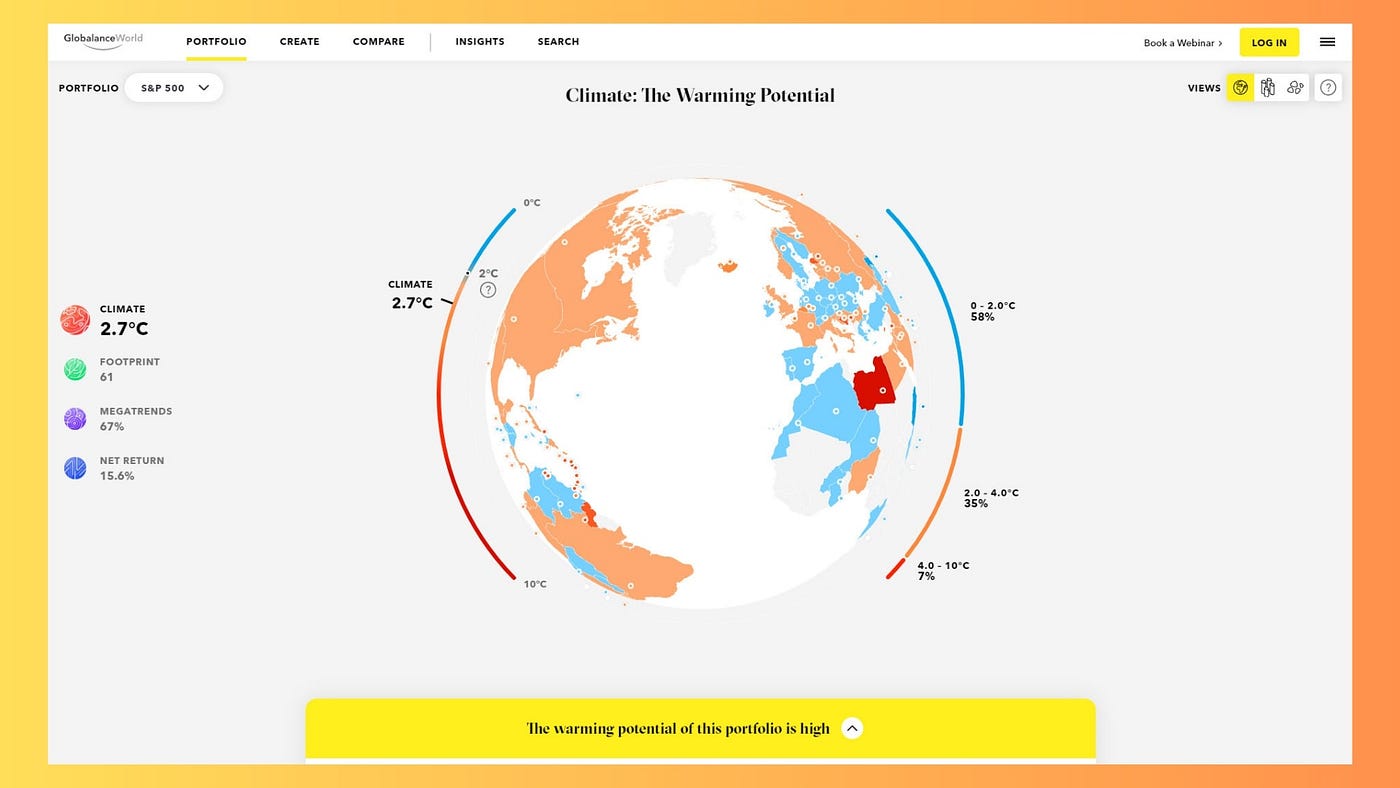 GlobalanceWorld
PORTFOLIO
CREATE
COMPARE
INSIGHTS
SEARCH
Book a Webinar ›
LOG IN
PORTFOLIO
S&P 500
Climate: The Warming Potential
VIEWS
?
0°C
2°C
?
CLIMATE
2.7°C
10°C
CLIMATE
2.7°C
FOOTPRINT
61
MEGATRENDS
67%
NET RETURN
15.6%
0 - 2.0°C
58%
2.0 - 4.0°C
35%
4.0 - 10°C
7%
The warming potential of this portfolio is high